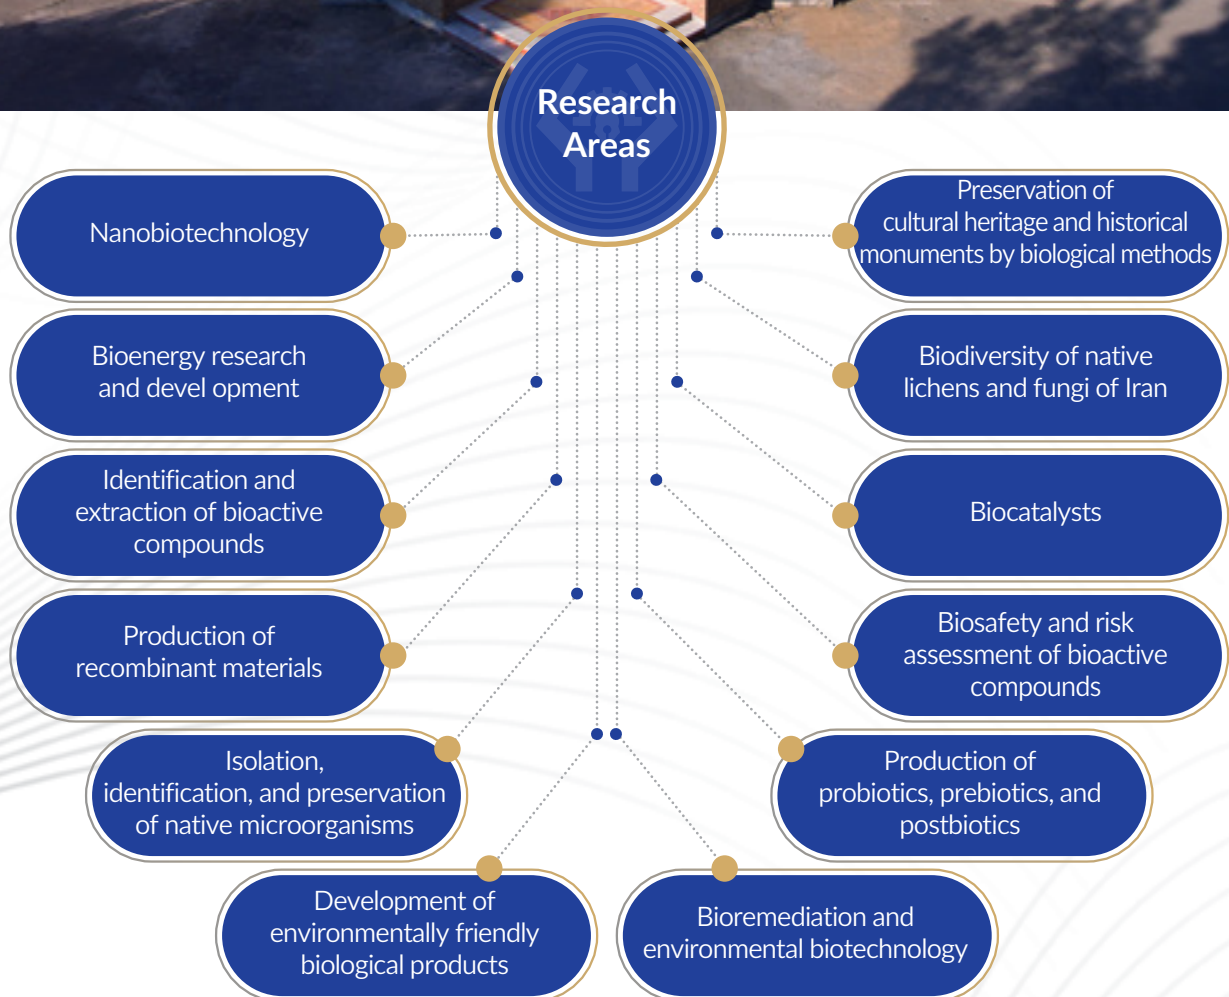 Research
Areas
Nanobiotechnology
Bioenergy research
and devel opment
Identification and
extraction of bioactive
compounds
Production of
recombinant materials
Isolation,
identification, and preservation
of native microorganisms
Development of
environmentally friendly
biological products
Preservation of
cultural heritage and historical
monuments by biological methods
Biodiversity of native
lichens and fungi of Iran
Biocatalysts
Biosafety and risk
assessment of bioactive
compounds
Production of
probiotics, prebiotics, and
postbiotics
Bioremediation and
environmental biotechnology